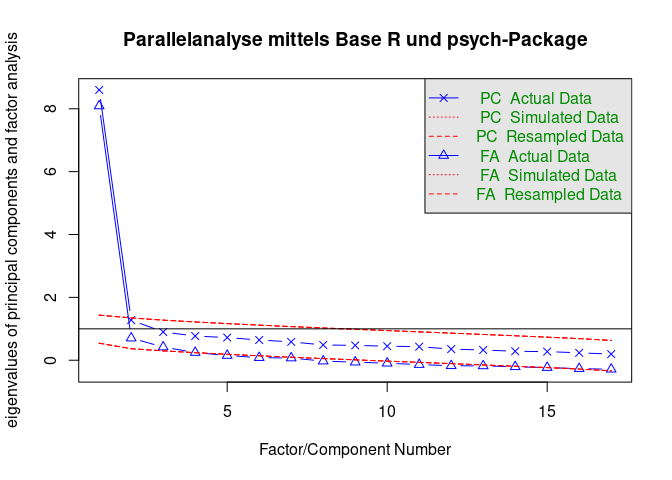 Parallelanalyse mittels Base R und psych-Package
eigenvalues of principal components and factor analysis
8
6
4
2
0
PC Actual Data
PC Simulated Data
PC Resampled Data
FA Actual Data
FA Simulated Data
FA Resampled Data
5
10
15
Factor/Component Number